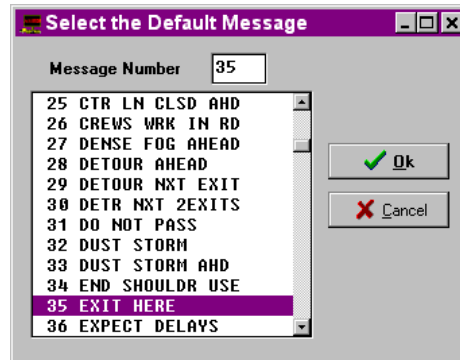 Select the Default Message
Message Number 35
25 CTR LN CLSD AHD
26 CREWS WRK IN RD
27 DENSE FOG AHEAD
28 DETOUR AHEAD
29 DETOUR NXT EXIT
30 DETR NXT 2EXITS
31 DO NOT PASS
32 DUST STORM
33 DUST STORM AHD
34 END SHOULDR USE
35 EXIT HERE
36 EXPECT DELAYS
Ok
Cancel